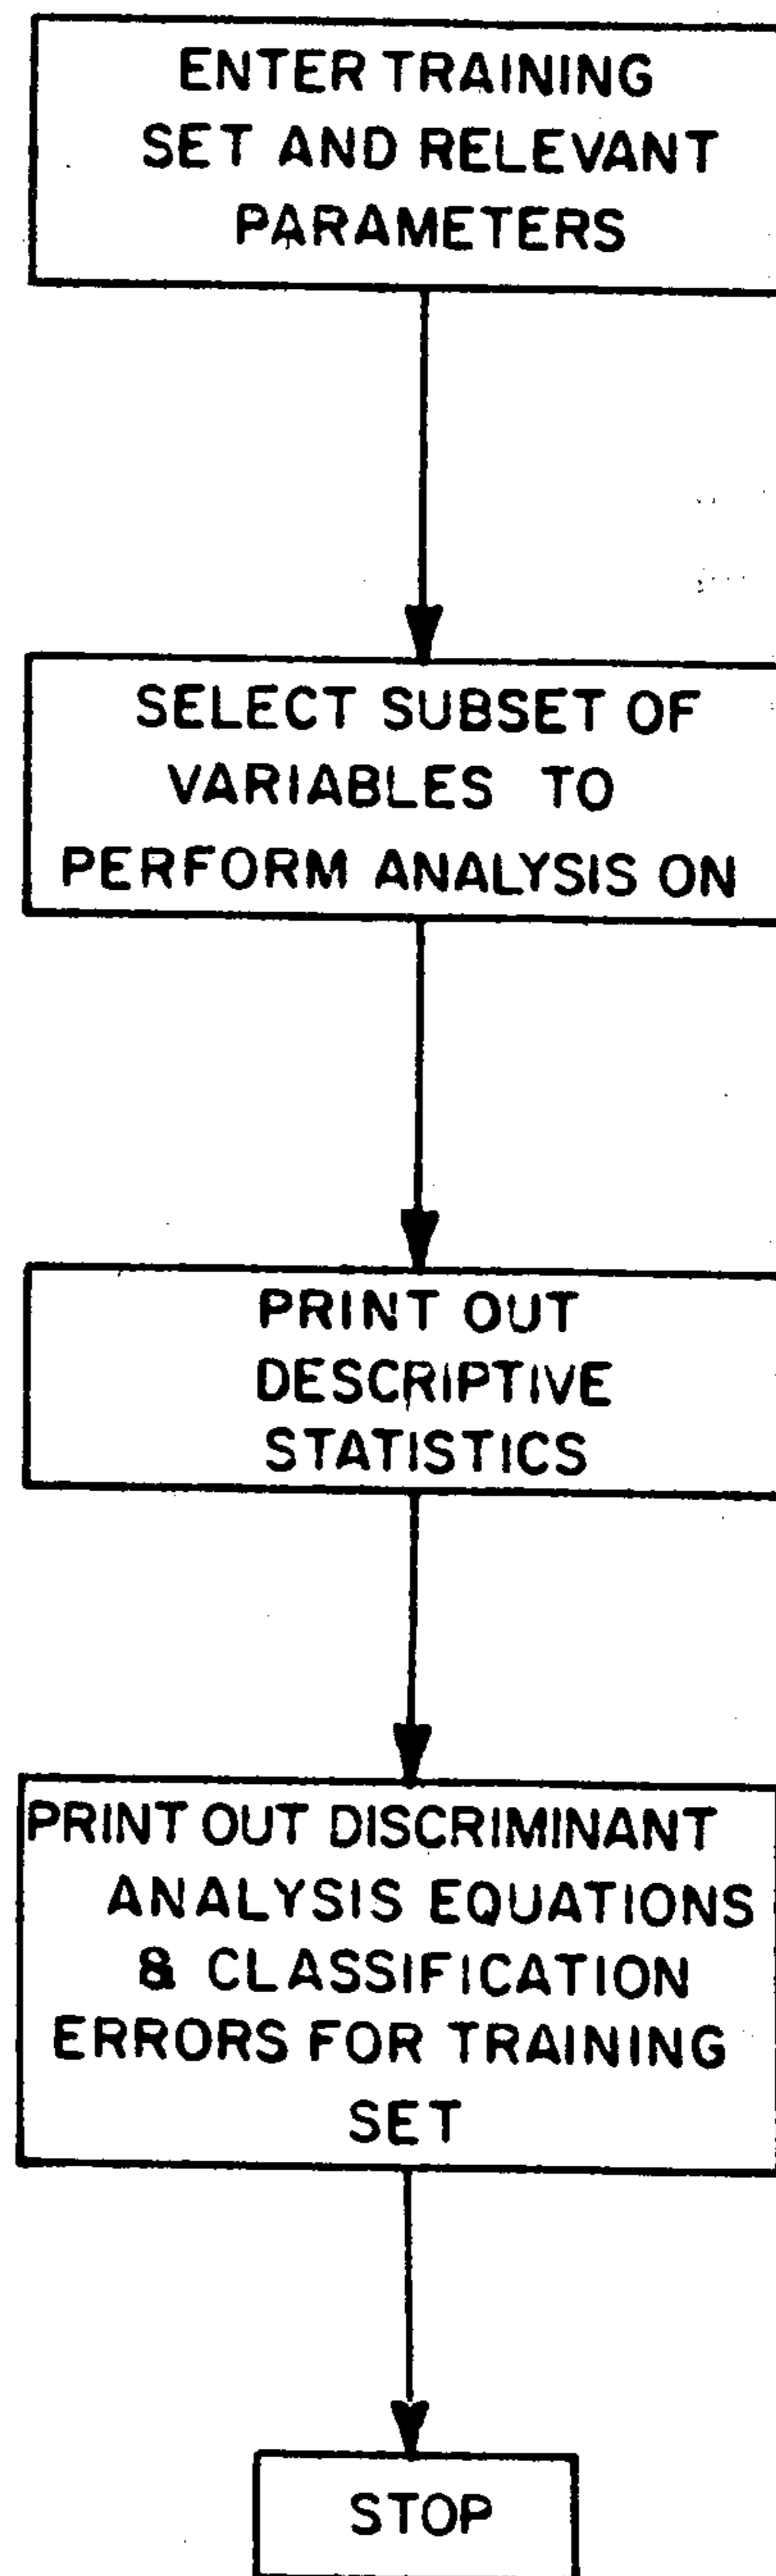 ENTER TRAINING
SET AND RELEVANT
PARAMETERS
SELECT SUBSET OF
VARIABLES TO
PERFORM ANALYSIS ON
PRINT OUT
DESCRIPTIVE
STATISTICS
PRINT OUT DISCRIMINANT
ANALYSIS EQUATIONS
& CLASSIFICATION
ERRORS FOR TRAINING
SET
STOP